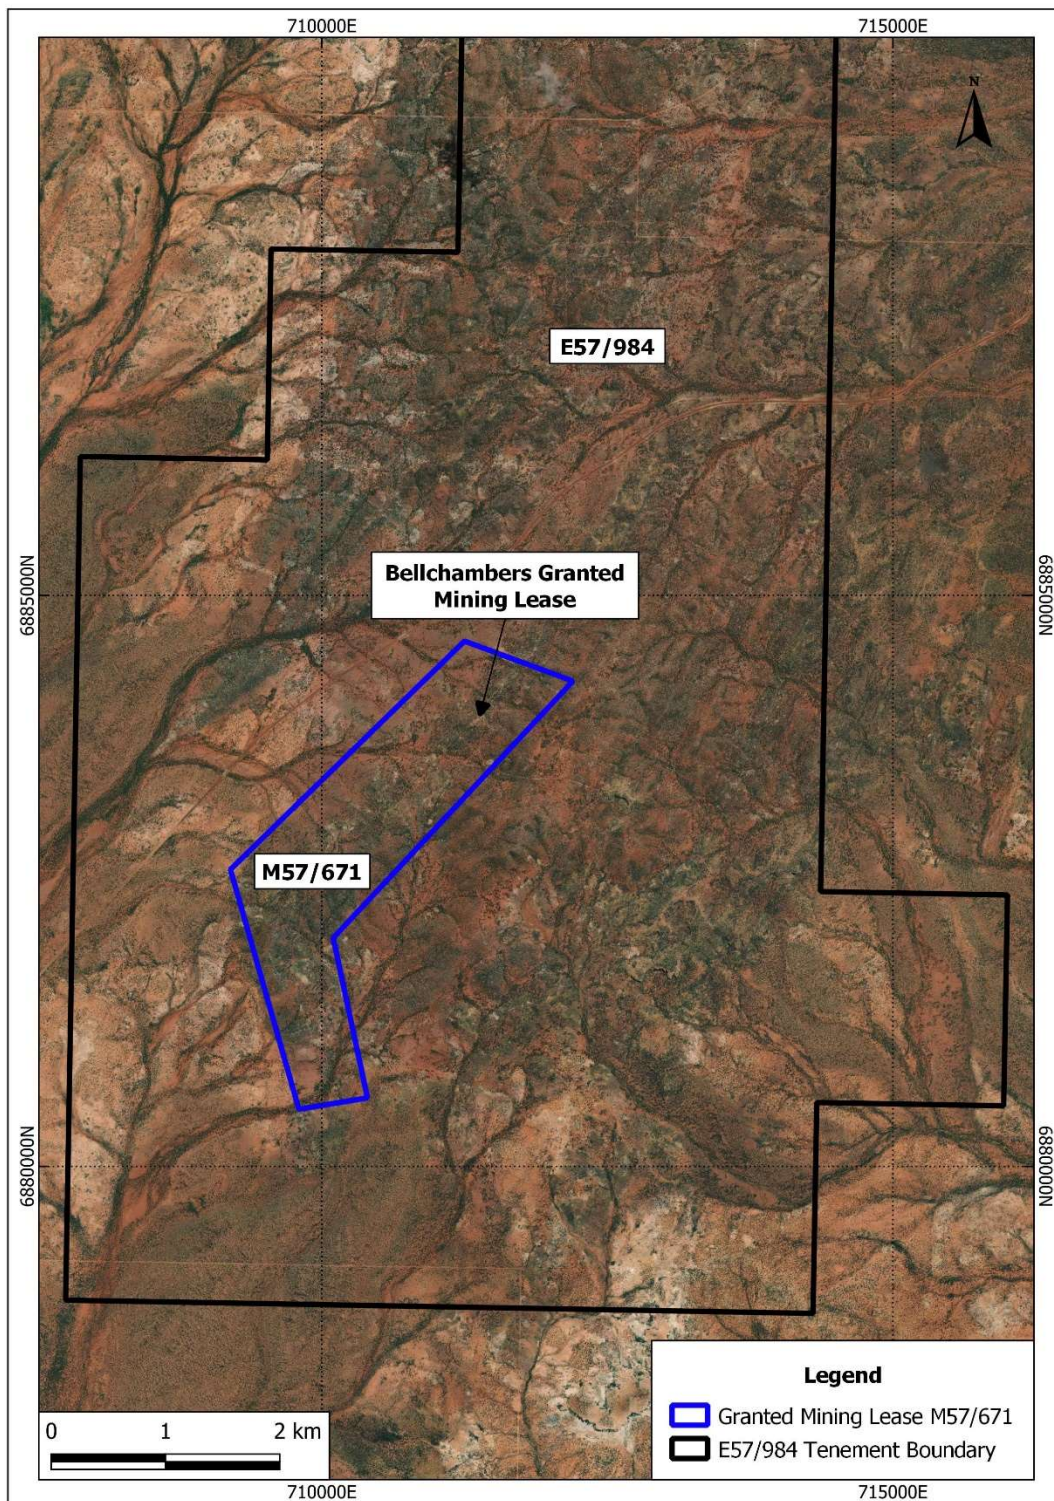 710000E
715000E
N
E57/984
Bellchambers Granted
Mining Lease
6885000N
6885000N
M57/671
6880000N
6880000N
Legend
Granted Mining Lease M57/671
E57/984 Tenement Boundary
0 1 2 km
710000E
715000E